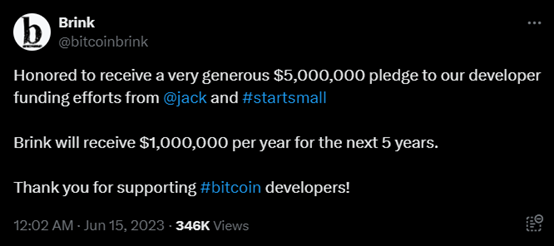 Brink
@bitcoinbrink
Honored to receive a very generous $5,000,000 pledge to our developer
funding efforts from @jack and #startsmall
Brink will receive $1,000,000 per year for the next 5 years.
Thank you for supporting #bitcoin developers!
12:02 AM · Jun 15, 2023 · 346K Views